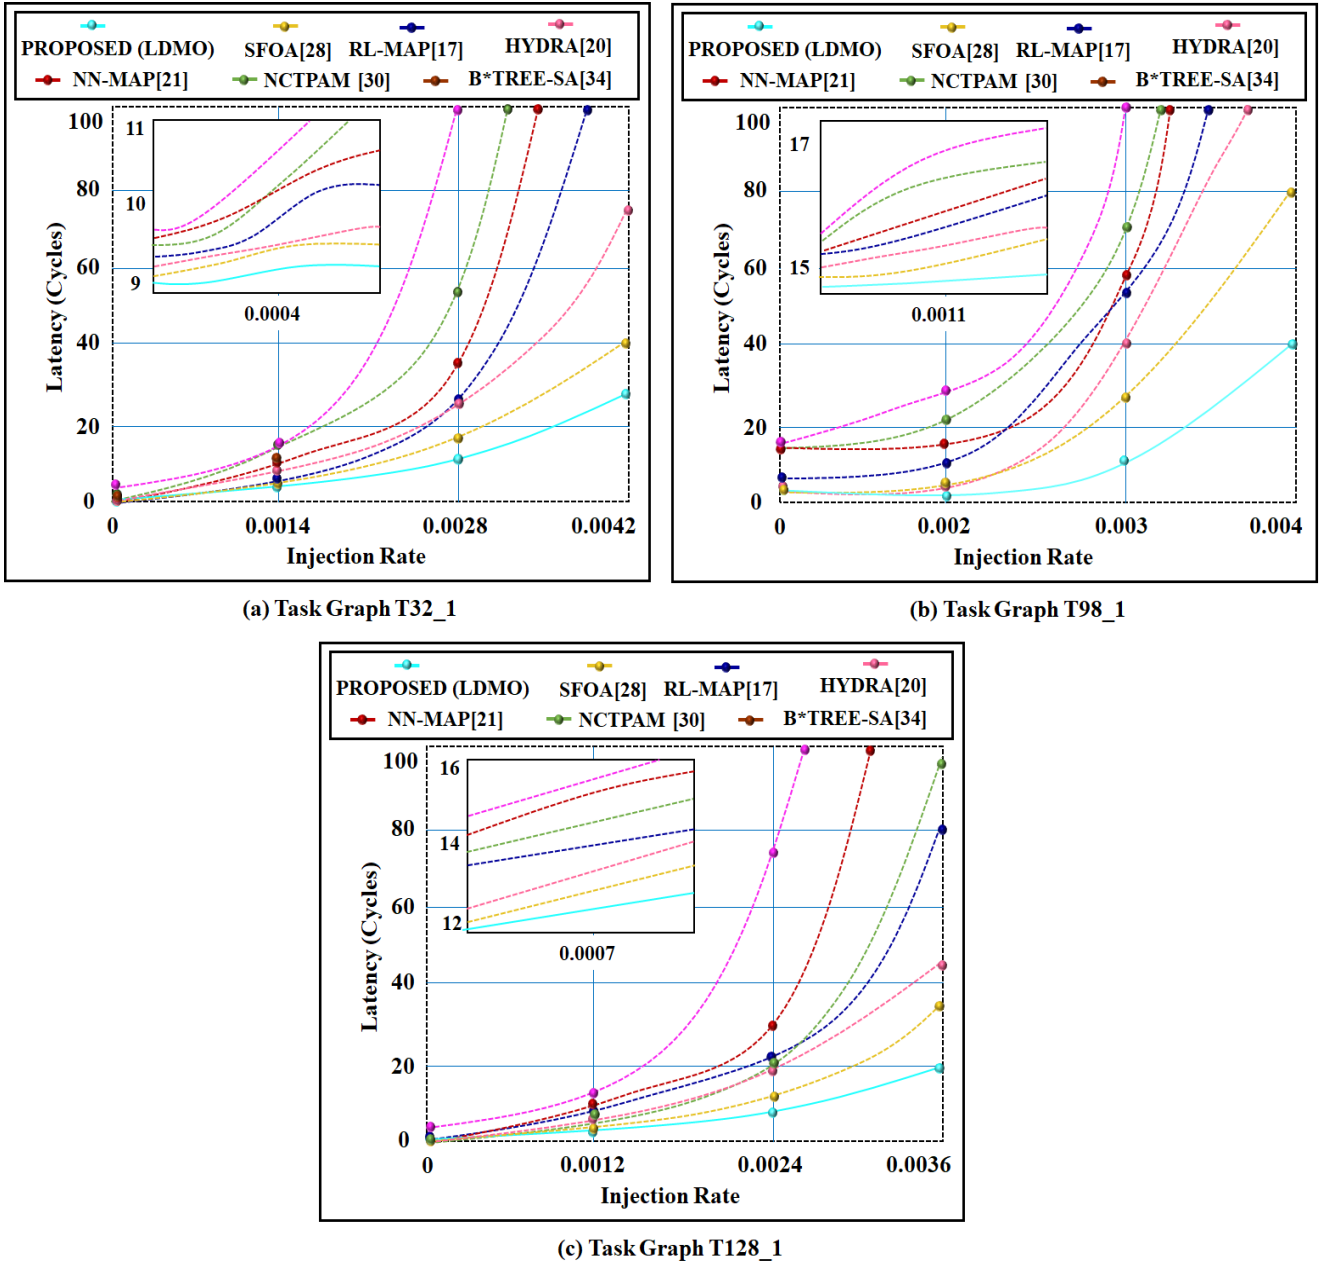 PROPOSED (LDMO) SFOA[28] RL-MAP[17] HYDRA[20]
NN-MAP[21] NCTPAM [30] B*TREE-SA[34]
100
80
60
40
20
0
Latency (Cycles)
11
10
9
0.0004
0 0.0014 0.0028 0.0042
Injection Rate
(a) Task Graph T32_1
PROPOSED (LDMO) SFOA[28] RL-MAP[17] HYDRA[20]
NN-MAP[21] NCTPAM [30] B*TREE-SA[34]
100
80
60
40
20
0
Latency (Cycles)
17
15
0.0011
0 0.002 0.003 0.004
Injection Rate
(b) Task Graph T98_1
PROPOSED (LDMO) SFOA[28] RL-MAP[17] HYDRA[20]
NN-MAP[21] NCTPAM [30] B*TREE-SA[34]
100
80
60
40
20
0
Latency (Cycles)
16
14
12
0.0007
0 0.0012 0.0024 0.0036
Injection Rate
(c) Task Graph T128_1